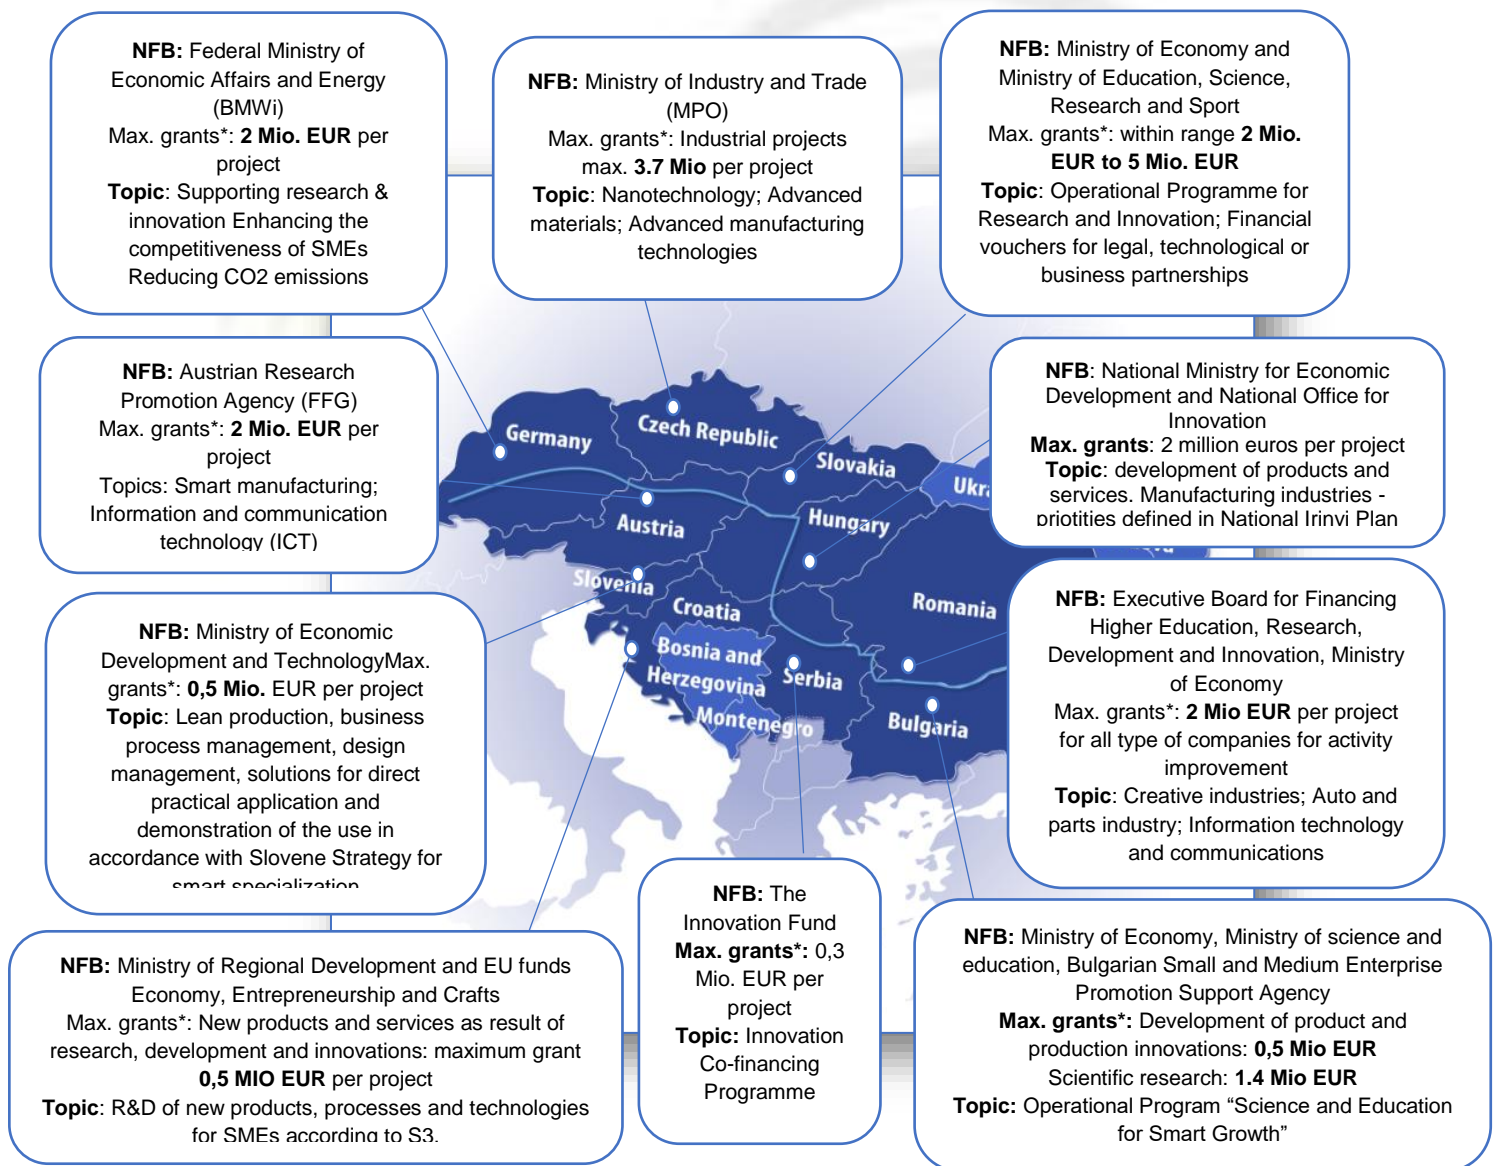 NFB: Federal Ministry of
Economic Affairs and Energy
(BMWi)
Max. grants*: 2 Mio. EUR per
project
Topic: Supporting research &
innovation Enhancing the
competitiveness of SMEs
Reducing CO2 emissions
NFB: Ministry of Industry and Trade
(MPO)
Max. grants*: Industrial projects
max. 3.7 Mio per project
Topic: Nanotechnology; Advanced
materials; Advanced manufacturing
technologies
NFB: Ministry of Economy and
Ministry of Education, Science,
Research and Sport
Max. grants*: within range 2 Mio.
EUR to 5 Mio. EUR
Topic: Operational Programme for
Research and Innovation; Financial
vouchers for legal, technological or
business partnerships
NFB: Austrian Research
Promotion Agency (FFG)
Max. grants*: 2 Mio. EUR per
project
Topics: Smart manufacturing;
Information and communication
technology (ICT)
NFB: National Ministry for Economic
Development and National Office for
Innovation
Max. grants: 2 million euros per project
Topic: development of products and
services. Manufacturing industries -
priotities defined in National Irinvi Plan
Germany
Czech Republic
Slovakia
Ukra
Austria
Hungary
Slovenia
Croatia
Romania
Bosnia and
Herzegovina
Serbia
Montenegro
Bulgaria
NFB: Ministry of Economic
Development and TechnologyMax.
grants*: 0,5 Mio. EUR per project
Topic: Lean production, business
process management, design
management, solutions for direct
practical application and
demonstration of the use in
accordance with Slovene Strategy for
smart specialization
NFB: Executive Board for Financing
Higher Education, Research,
Development and Innovation, Ministry
of Economy
Max. grants*: 2 Mio EUR per project
for all type of companies for activity
improvement
Topic: Creative industries; Auto and
parts industry; Information technology
and communications
NFB: Ministry of Regional Development and EU funds
Economy, Entrepreneurship and Crafts
Max. grants*: New products and services as result of
research, development and innovations: maximum grant
0,5 MIO EUR per project
Topic: R&D of new products, processes and technologies
for SMEs according to S3.
NFB: The
Innovation Fund
Max. grants*: 0,3
Mio. EUR per
project
Topic: Innovation
Co-financing
Programme
NFB: Ministry of Economy, Ministry of science and
education, Bulgarian Small and Medium Enterprise
Promotion Support Agency
Max. grants*: Development of product and
production innovations: 0,5 Mio EUR
Scientific research: 1.4 Mio EUR
Topic: Operational Program “Science and Education
for Smart Growth”